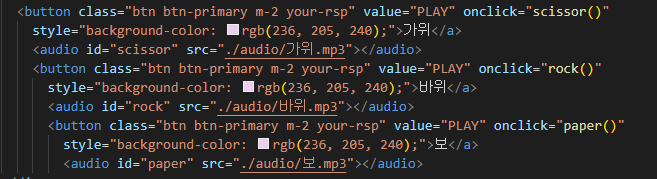 <button class="btn btn-primary m-2 your-rsp" value="PLAY" onclick="scissor()"
style="background-color: rgb(236, 205, 240);">가위</a>
<audio id="scissor" src="./audio/가위.mp3"></audio>
<button class="btn btn-primary m-2 your-rsp" value="PLAY" onclick="rock()"
style="background-color: rgb(236, 205, 240);">바위</a>
<audio id="rock" src="./audio/바위.mp3"></audio>
<button class="btn btn-primary m-2 your-rsp" value="PLAY" onclick="paper()"
style="background-color: rgb(236, 205, 240);">보</a>
<audio id="paper" src="./audio/보.mp3"></audio>